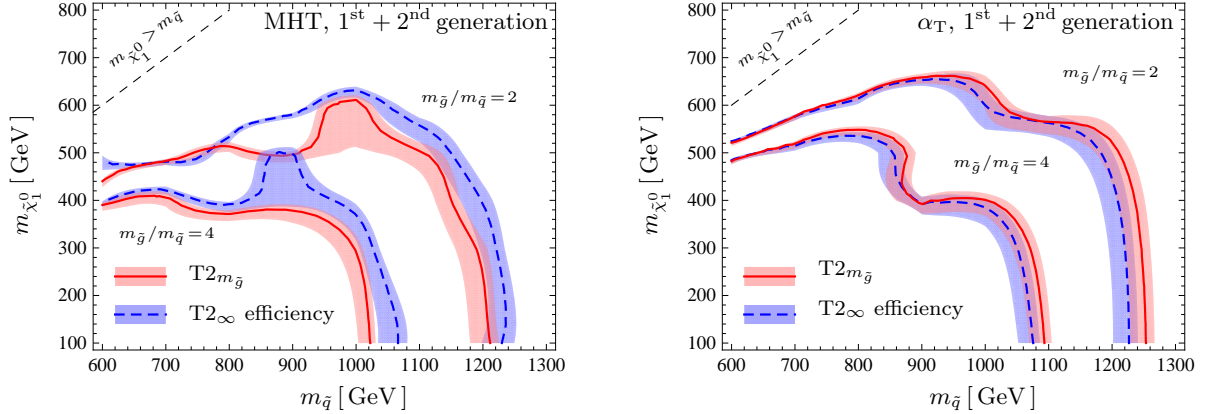 MHT, 1st + 2nd generation
m_χ̃₁⁰ > m_q̃
m_g̃/m_q̃ = 2
m_g̃/m_q̃ = 4
T2_m_g̃
T2_∞ efficiency
m_χ̃₁⁰ [ GeV ]
800
700
600
500
400
300
200
100
600 700 800 900 1000 1100 1200 1300
m_q̃ [ GeV ]
α_T, 1st + 2nd generation
m_χ̃₁⁰ > m_q̃
m_g̃/m_q̃ = 2
m_g̃/m_q̃ = 4
T2_m_g̃
T2_∞ efficiency
m_χ̃₁⁰ [ GeV ]
800
700
600
500
400
300
200
100
600 700 800 900 1000 1100 1200 1300
m_q̃ [ GeV ]